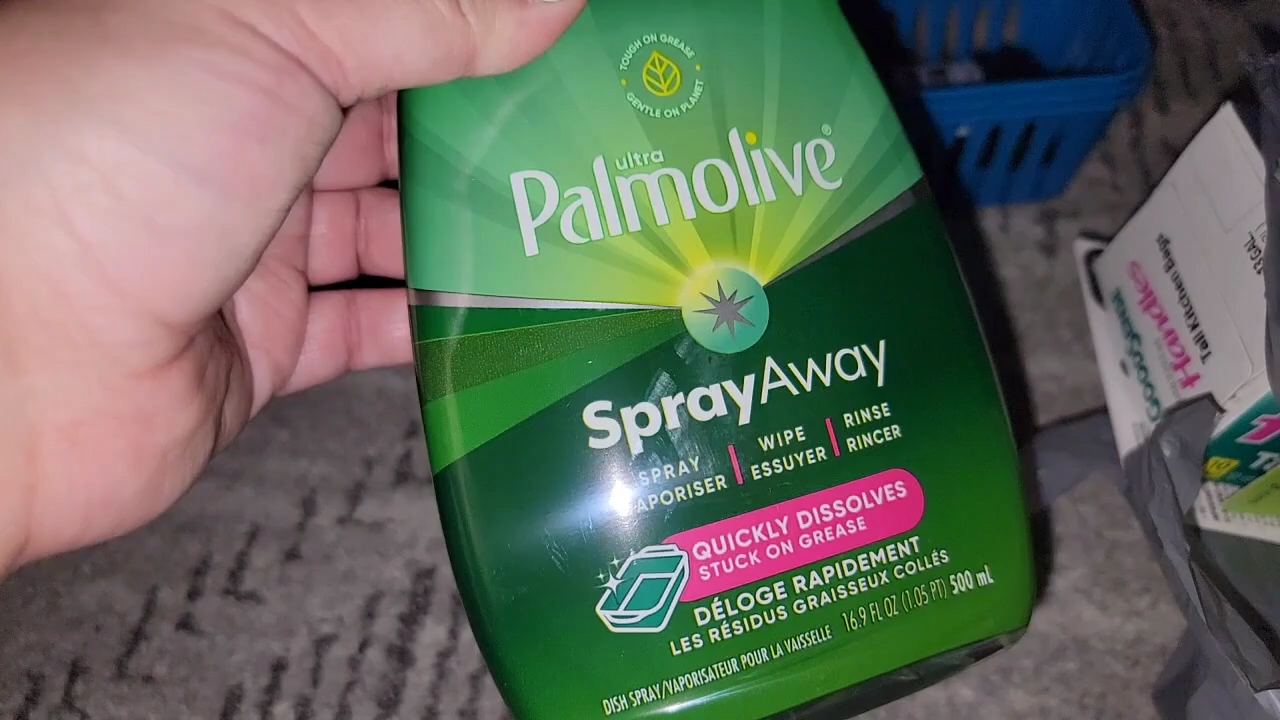 TOUGH ON GREASE
GENTLE ON PLANET
ultra
Palmolive®
SprayAway
SPRAY | WIPE | RINSE
VAPORISER | ESSUYER | RINCER
QUICKLY DISSOLVES
STUCK ON GREASE
DÉLOGE RAPIDEMENT
LES RÉSIDUS GRAISSEUX COLLÉS
DISH SPRAY/VAPORISATEUR POUR LA VAISSELLE 16.9 FL OZ (1.05 PT) 500 mL
Handles
Tall Kitchen Bags
13 GAL